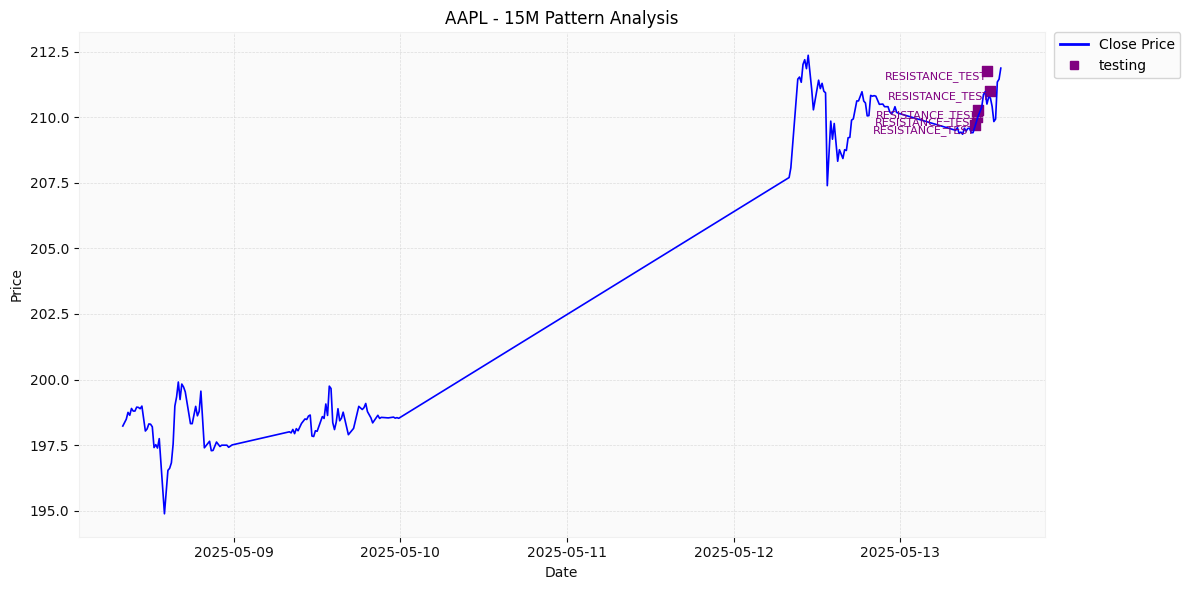 AAPL - 15M Pattern Analysis
Close Price
testing
212.5
210.0
207.5
205.0
202.5
200.0
197.5
195.0
Price
RESISTANCE_TEST
RESISTANCE_TEST
RESISTANCE_TEST
RESISTANCE_TEST
RESISTANCE_TEST
2025-05-09
2025-05-10
2025-05-11
2025-05-12
2025-05-13
Date